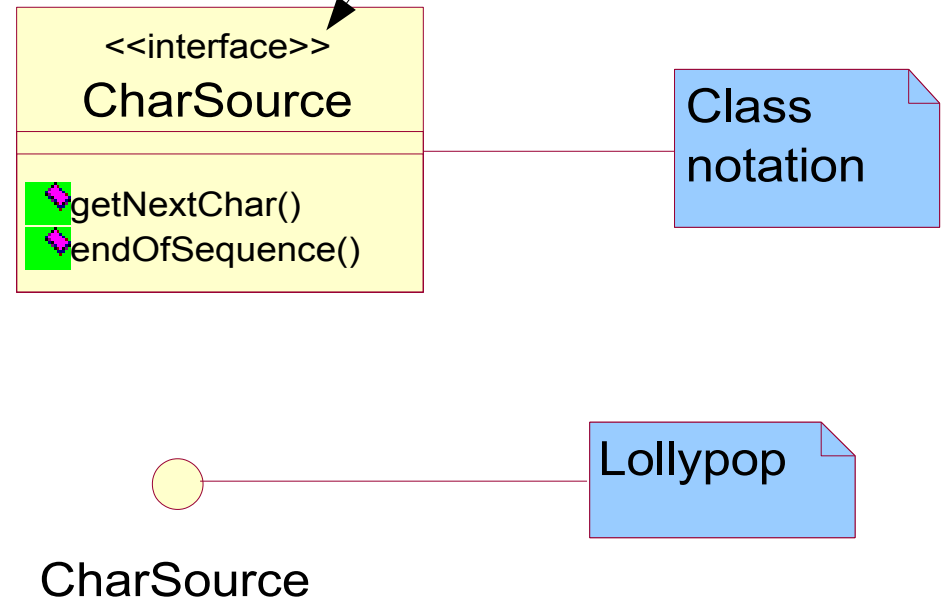 <<interface>>
CharSource
Class
notation
getNextChar()
endOfSequence()
Lollypop
CharSource